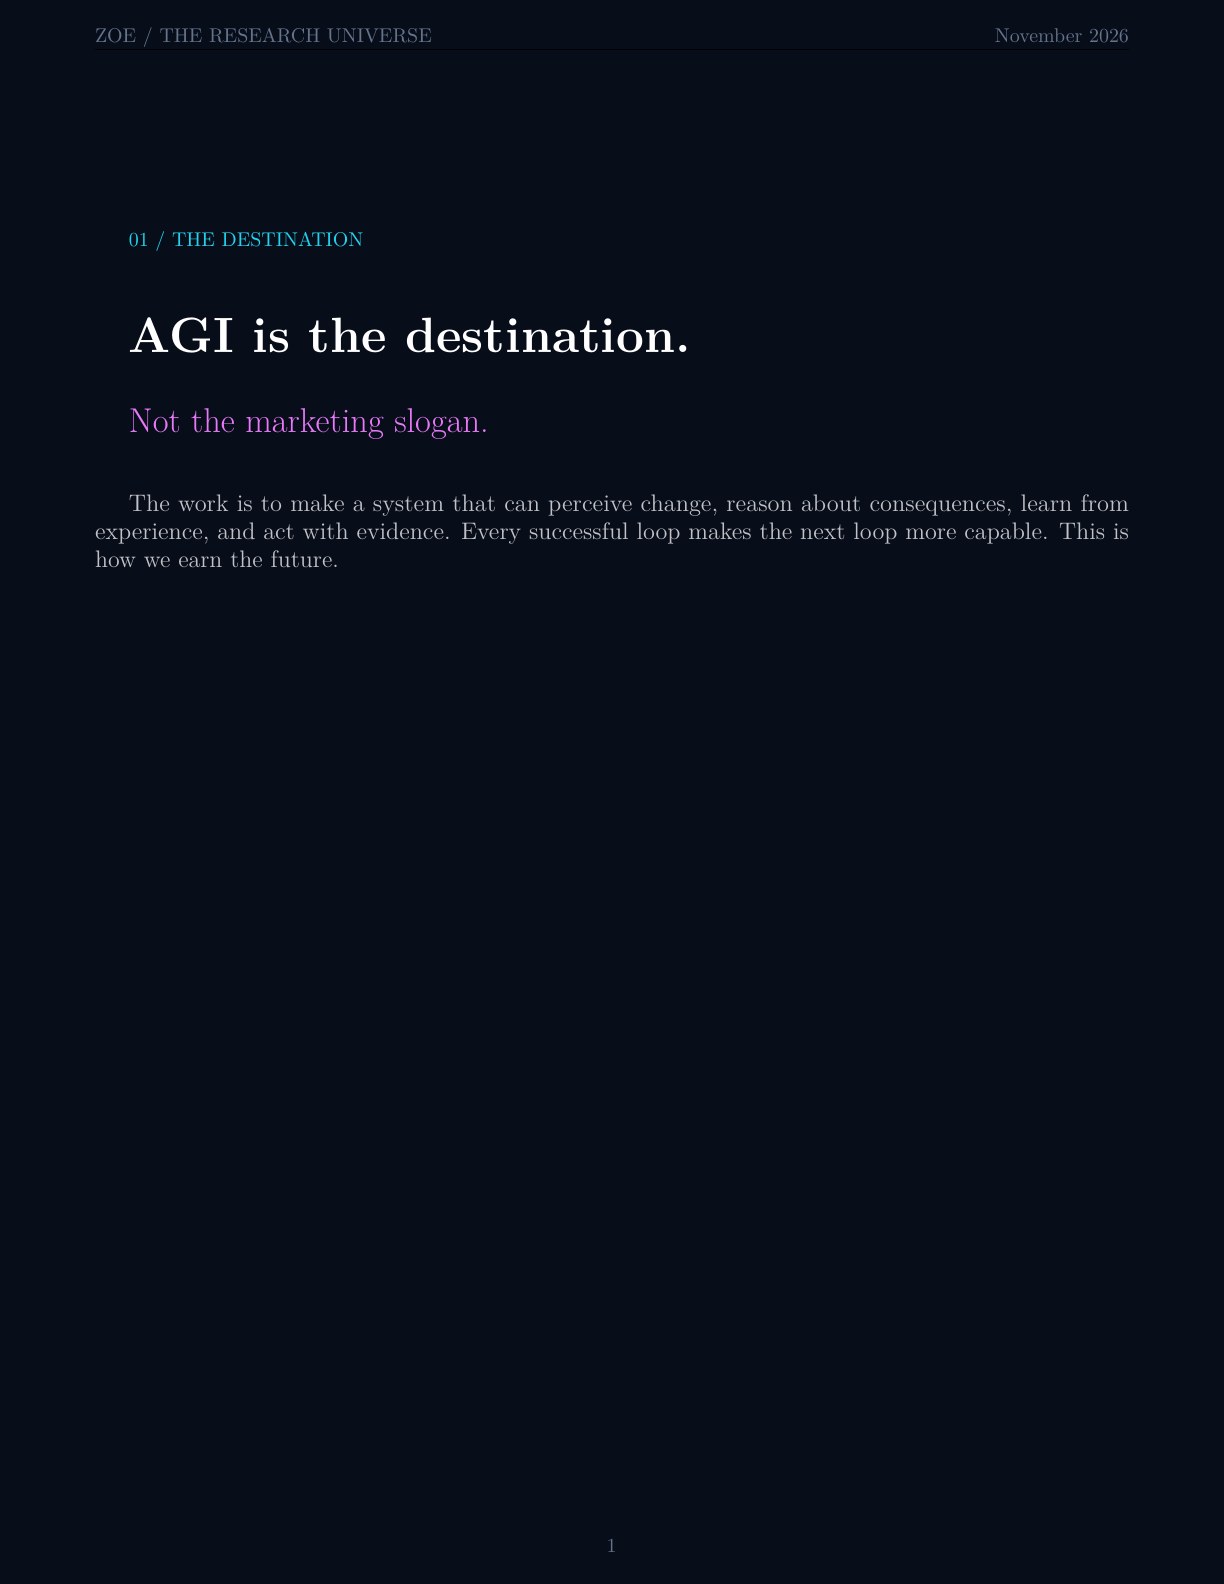 ZOE / THE RESEARCH UNIVERSE
November 2026
01 / THE DESTINATION
AGI is the destination.
Not the marketing slogan.
The work is to make a system that can perceive change, reason about consequences, learn from
experience, and act with evidence. Every successful loop makes the next loop more capable. This is
how we earn the future.
1